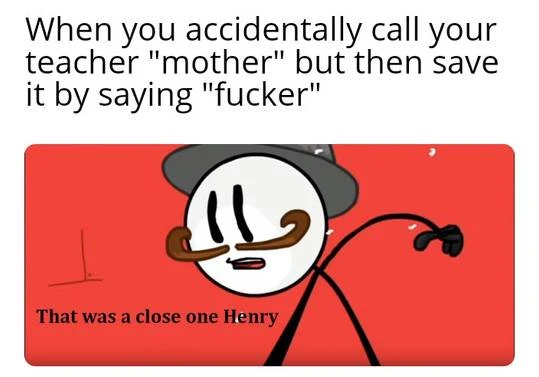 When you accidentally call your
teacher "mother" but then save
it by saying "fucker"
That was a close one Henry